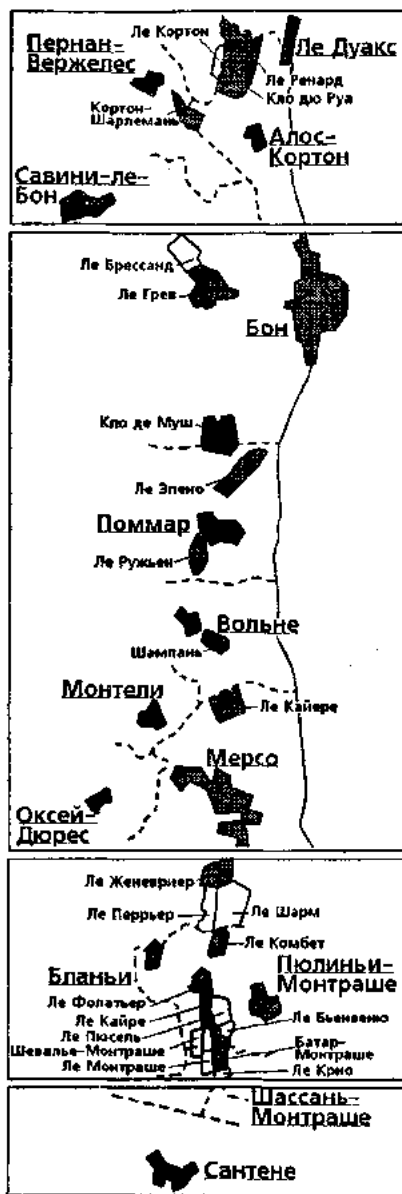 Ле Кортон
Пернан-
Вержелес
Ле Дуакс
Ле Ренард
Кло дю Руа
Кортон-
Шарлемань
Алос-
Кортон
Савини-ле-
Бон
Ле Брессанд
Ле Грев
Бон
Кло де Муш
Ле Эпено
Поммар
Ле Ружьен
Вольне
Шампань
Монтели
Ле Кайере
Мерсо
Оксей-
Дюрес
Ле Женевриер
Ле Перрьер
Ле Шарм
Ле Комбет
Бланьи
Пюлиньи-
Монтраше
Ле Фолатьер
Ле Кайре
Ле Бьенвеню
Ле Пюсель
Шевалье-Монтраше
Батар-
Монтраше
Ле Монтраше
Ле Крио
Шассань-
Монтраше
Сантене